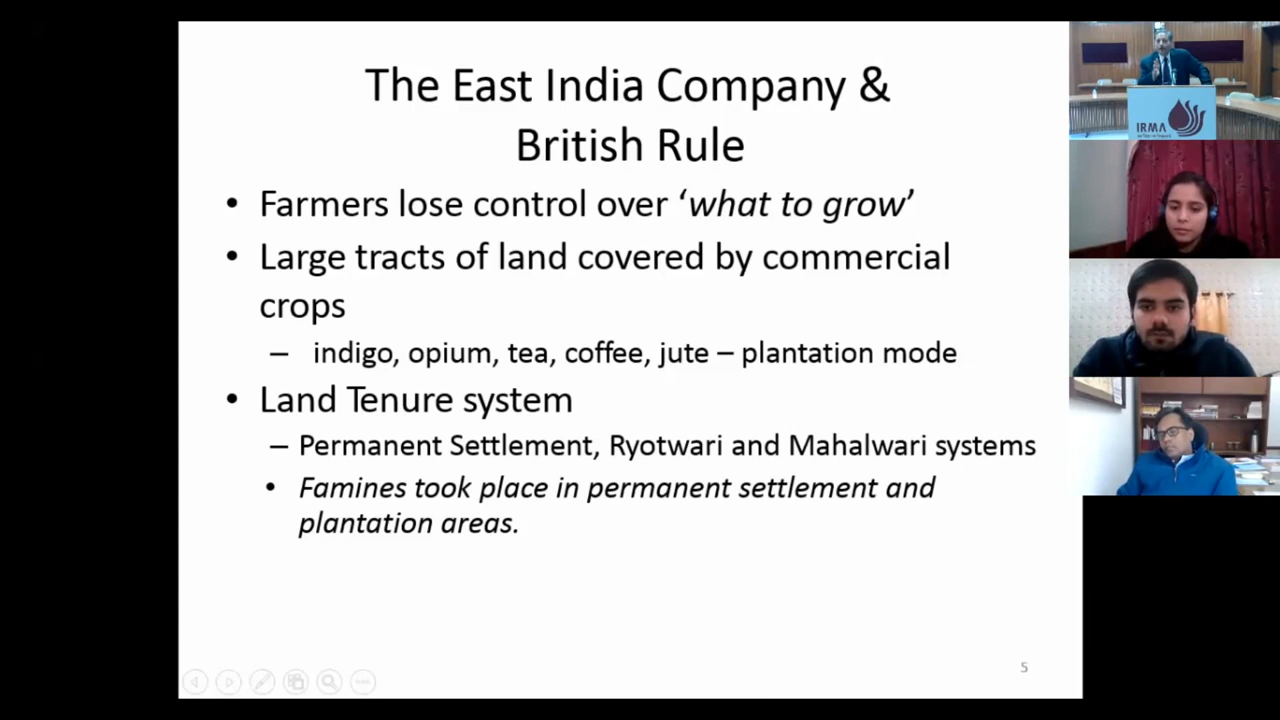 The East India Company &
British Rule
• Farmers lose control over ‘what to grow’
• Large tracts of land covered by commercial
crops
– indigo, opium, tea, coffee, jute – plantation mode
• Land Tenure system
– Permanent Settlement, Ryotwari and Mahalwari systems
• Famines took place in permanent settlement and
plantation areas.
5
IRMA